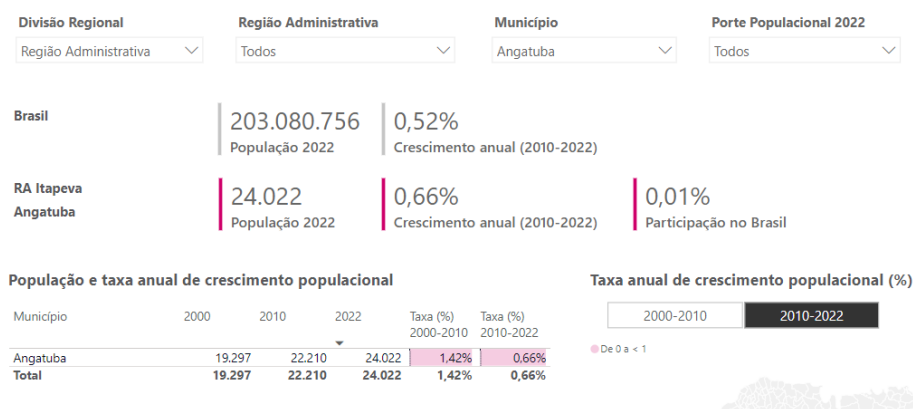 Divisão Regional Região Administrativa Município Porte Populacional 2022
Região Administrativa Todos Angatuba Todos
Brasil
203.080.756 0,52%
População 2022 Crescimento anual (2010-2022)
RA Itapeva
Angatuba
24.022 0,66% 0,01%
População 2022 Crescimento anual (2010-2022) Participação no Brasil
População e taxa anual de crescimento populacional
Município 2000 2010 2022 Taxa (%) 2000-2010 Taxa (%) 2010-2022
Angatuba 19.297 22.210 24.022 1,42% 0,66%
Total 19.297 22.210 24.022 1,42% 0,66%
Taxa anual de crescimento populacional (%)
2000-2010 2010-2022
De 0 a < 1